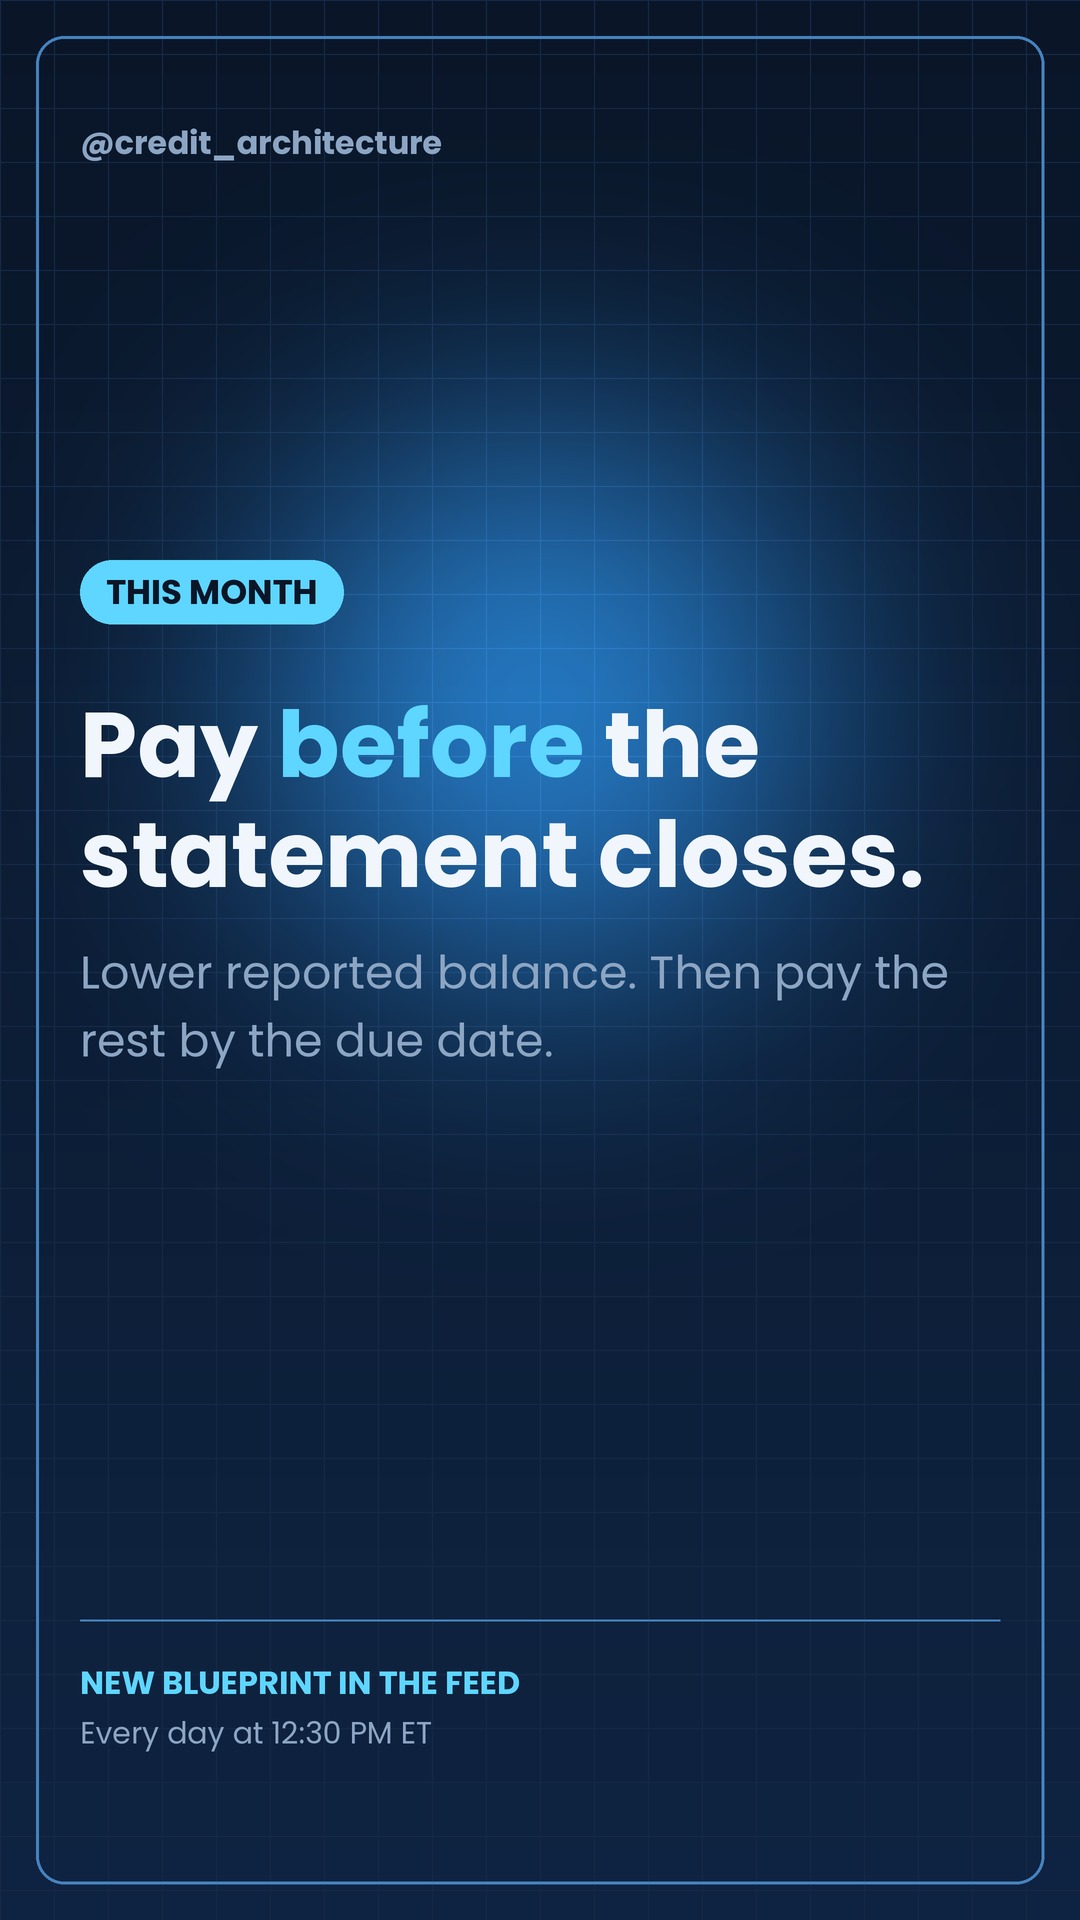 @credit_architecture
THIS MONTH
Pay before the
statement closes.
Lower reported balance. Then pay the
rest by the due date.
NEW BLUEPRINT IN THE FEED
Every day at 12:30 PM ET